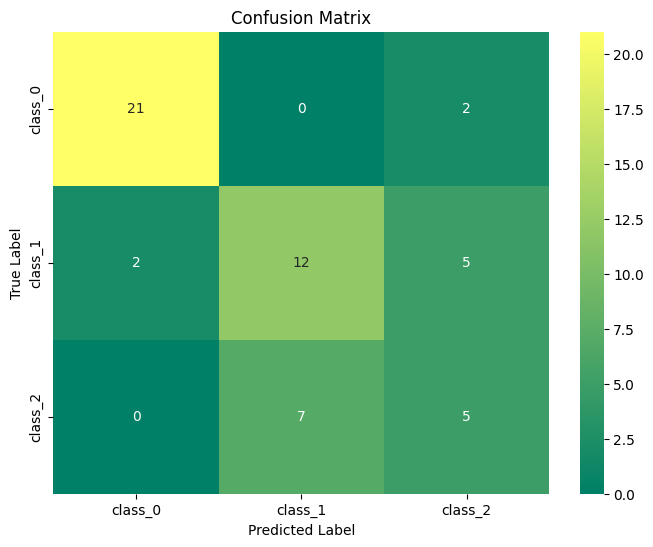 Confusion Matrix
True Label
class_0
class_1
class_2
21 0 2
2 12 5
0 7 5
class_0 class_1 class_2
Predicted Label
20.0
17.5
15.0
12.5
10.0
7.5
5.0
2.5
0.0